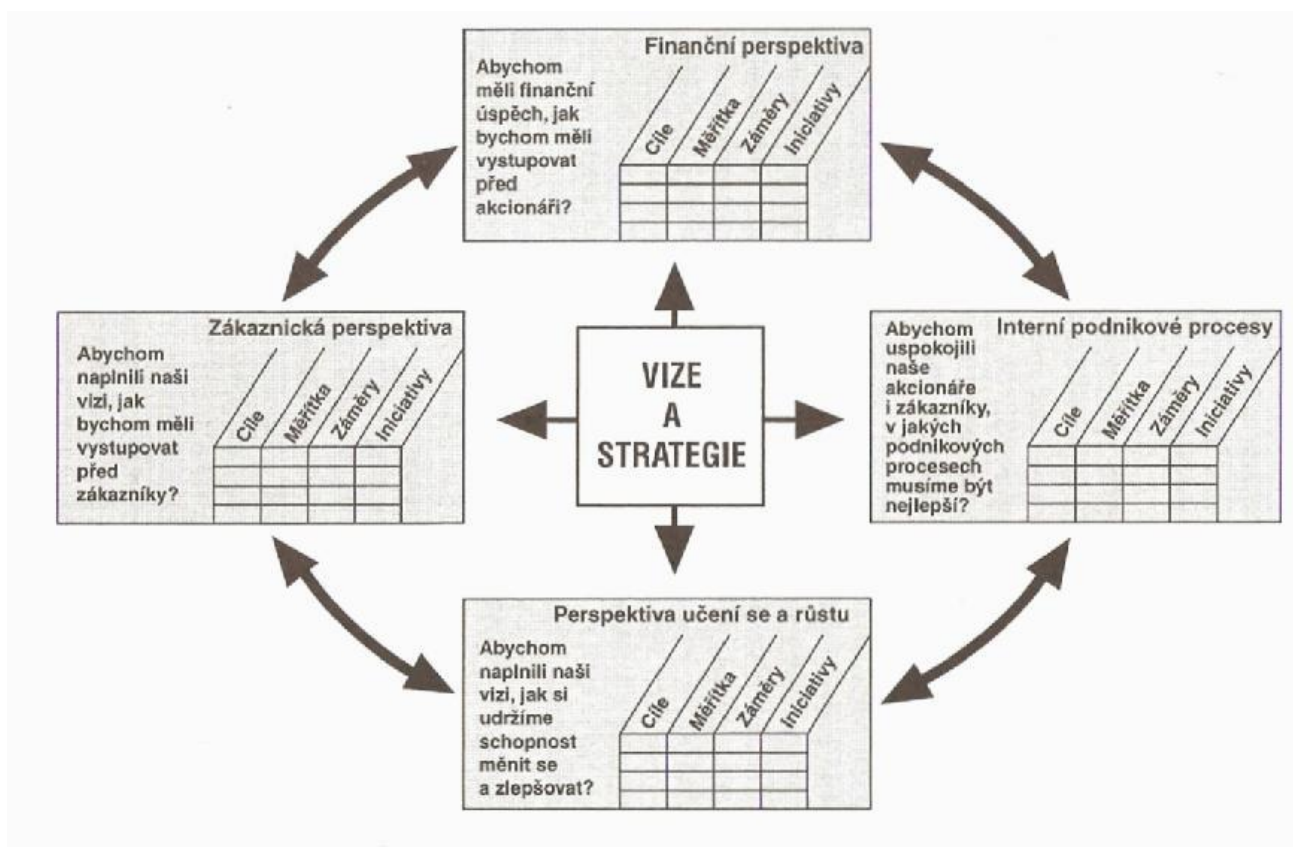 Finanční perspektiva
Abychom
měli finanční
úspěch, jak
bychom měli
vystupovat
před
akcionáři?
Cíle
Měřítka
Záměry
Iniciativy
Zákaznická perspektiva
Abychom
naplnili naši
vizi, jak
bychom měli
vystupovat
před
zákazníky?
Cíle
Měřítka
Záměry
Iniciativy
VIZE
A
STRATEGIE
Interní podnikové procesy
Abychom
uspokojili
naše
akcionáře
i zákazníky,
v jakých
podnikových
procesech
musíme být
nejlepší?
Cíle
Měřítka
Záměry
Iniciativy
Perspektiva učení se a růstu
Abychom
naplnili naši
vizi, jak si
udržíme
schopnost
měnit se
a zlepšovat?
Cíle
Měřítka
Záměry
Iniciativy